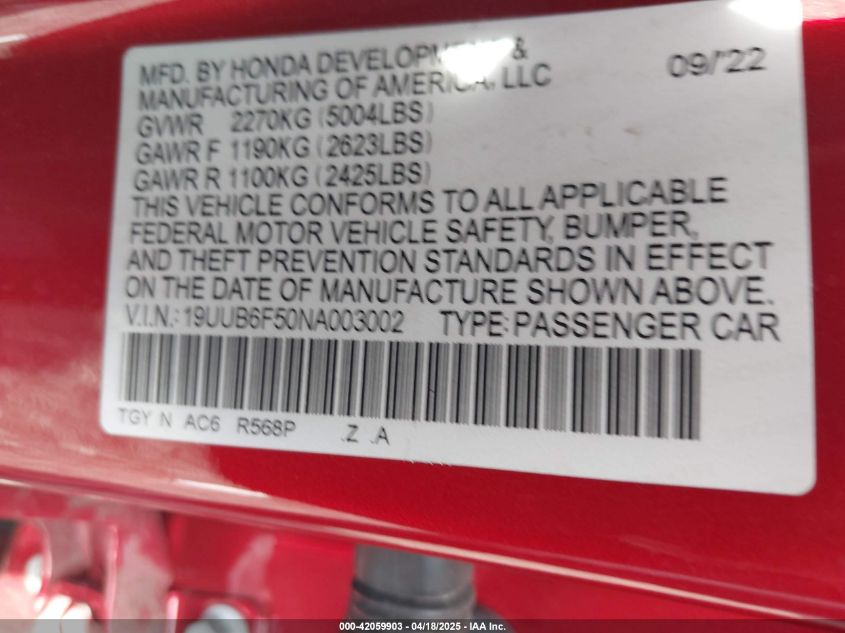 MFD. BY HONDA DEVELOPMENT & 09/'22
MANUFACTURING OF AMERICA, LLC
GVWR 2270KG (5004LBS)
GAWR F 1190KG (2623LBS)
GAWR R 1100KG (2425LBS)
THIS VEHICLE CONFORMS TO ALL APPLICABLE
FEDERAL MOTOR VEHICLE SAFETY, BUMPER,
AND THEFT PREVENTION STANDARDS IN EFFECT
ON THE DATE OF MANUFACTURE SHOWN ABOVE.
V.I.N.: 19UUB6F50NA003002 TYPE: PASSENGER CAR
TGY N AC6 R568P .Z .A
000-42059903 - 04/18/2025 - IAA Inc.